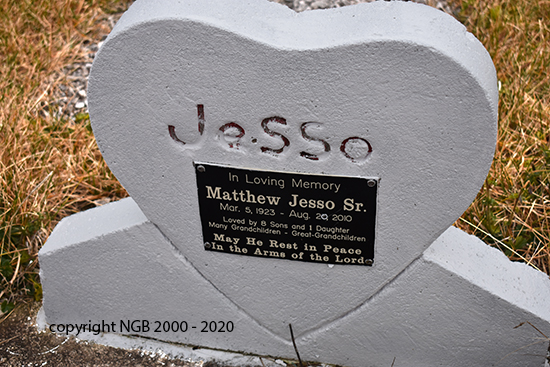 Jesso
In Loving Memory
Matthew Jesso Sr.
Mar. 5, 1923 - Aug. 20, 2010
Loved by 8 Sons and 1 Daughter
Many Grandchildren - Great-Grandchildren
May He Rest in Peace
In the Arms of the Lord
copyright NGB 2000 - 2020